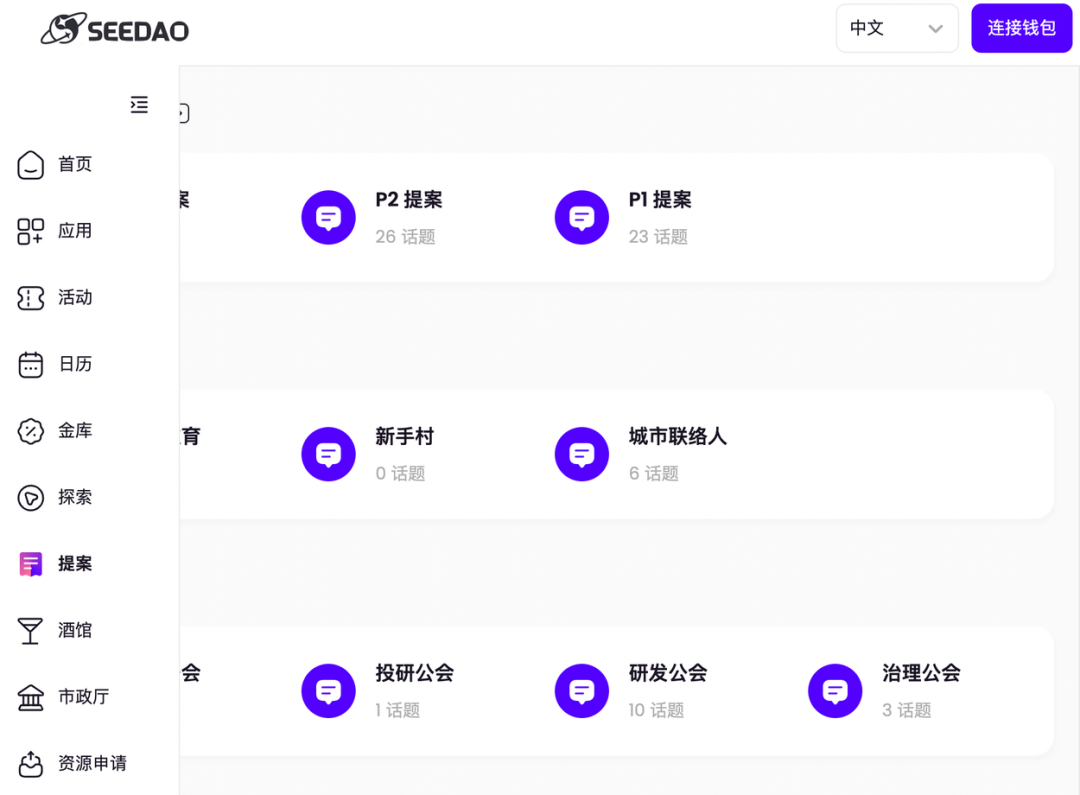 SEEDAO
中文
连接钱包
首页
应用
活动
日历
金库
探索
提案
酒馆
市政厅
资源申请
P2 提案
26 话题
P1 提案
23 话题
育
新手村
0 话题
城市联络人
6 话题
会
投研公会
1 话题
研发公会
10 话题
治理公会
3 话题